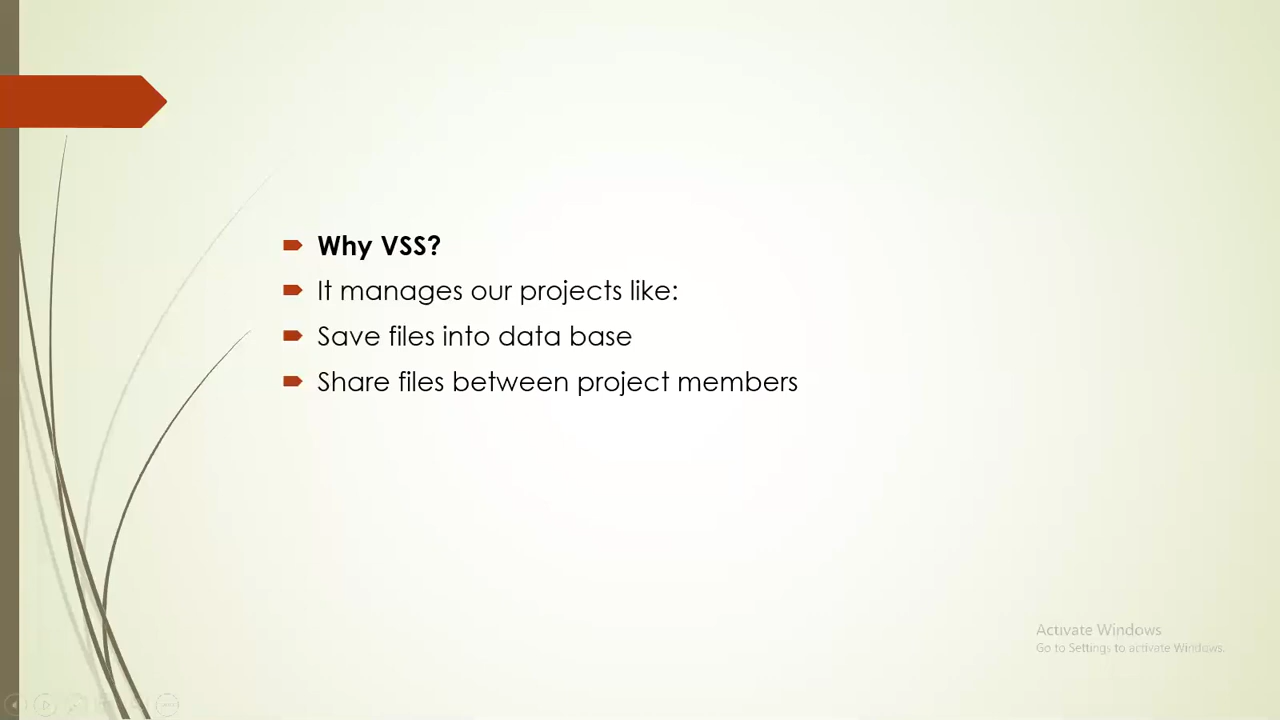 Why VSS?
It manages our projects like:
Save files into data base
Share files between project members
Activate Windows
Go to Settings to activate Windows.